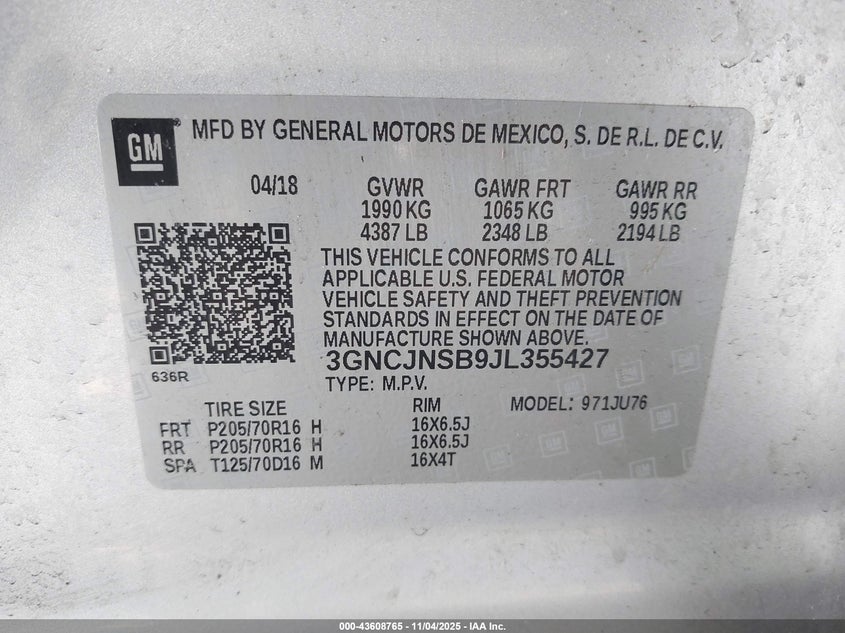 GM MFD BY GENERAL MOTORS DE MEXICO, S. DE R.L. DE C.V.
04/18 GVWR GAWR FRT GAWR RR
1990 KG 1065 KG 995 KG
4387 LB 2348 LB 2194 LB
THIS VEHICLE CONFORMS TO ALL
APPLICABLE U.S. FEDERAL MOTOR
VEHICLE SAFETY AND THEFT PREVENTION
STANDARDS IN EFFECT ON THE DATE OF
MANUFACTURE SHOWN ABOVE.
3GNCJNSB9JL355427
636R
TYPE: M.P.V.
TIRE SIZE RIM MODEL: 971JU76
FRT P205/70R16 H 16X6.5J
RR P205/70R16 H 16X6.5J
SPA T125/70D16 M 16X4T
000-43608765 - 11/04/2025 - IAA Inc.